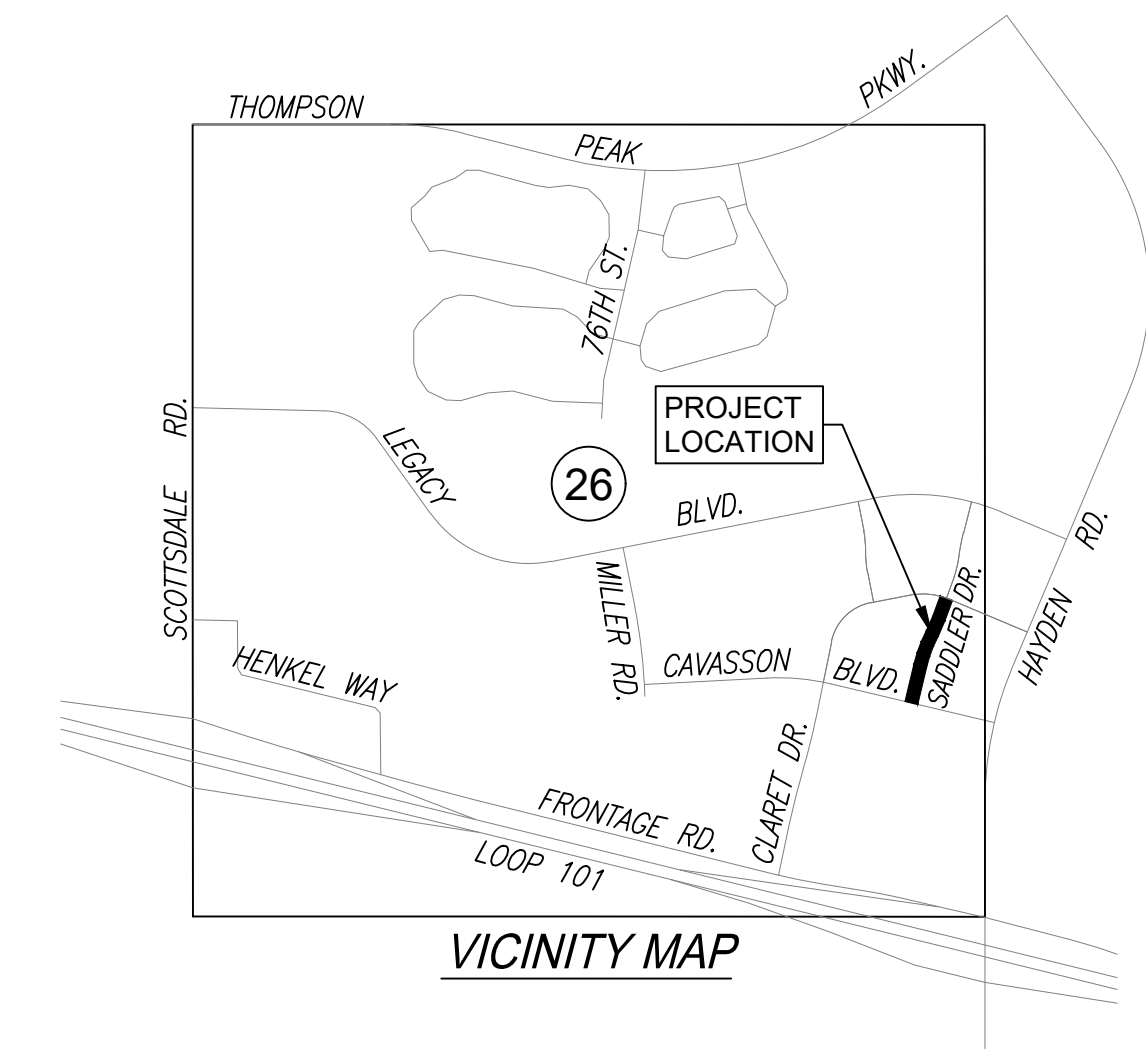 THOMPSON
PEAK
PKWY.
76TH ST.
SCOTTSDALE RD.
LEGACY
BLVD.
PROJECT
LOCATION
26
MILLER RD.
CAVASSON
BLVD.
SADDLER DR.
HAYDEN RD.
HENKEL WAY
CLARET DR.
FRONTAGE RD.
LOOP 101
VICINITY MAP